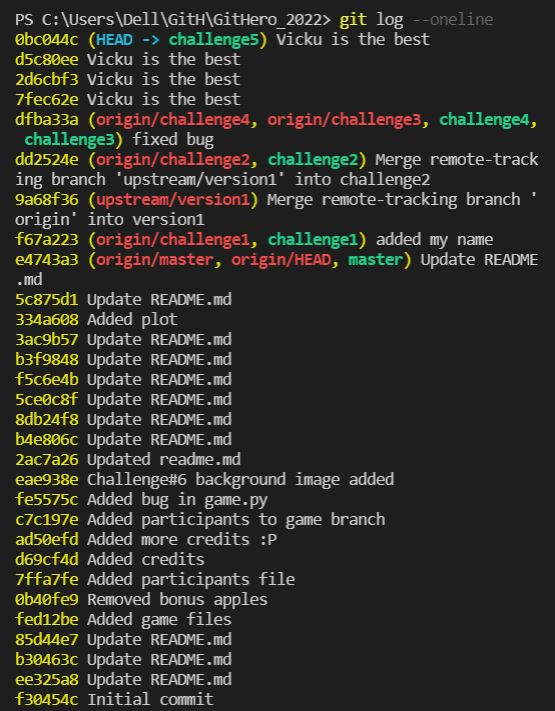 PS C:\Users\Dell\GitH\GitHero_2022> git log --oneline
0bc044c (HEAD -> challenge5) Vicku is the best
d5c80ee Vicku is the best
2d6cbf3 Vicku is the best
7fec62e Vicku is the best
dfba33a (origin/challenge4, origin/challenge3, challenge4,
challenge3) fixed bug
dd2524e (origin/challenge2, challenge2) Merge remote-track
ing branch 'upstream/version1' into challenge2
9a68f36 (upstream/version1) Merge remote-tracking branch '
origin' into version1
f67a223 (origin/challenge1, challenge1) added my name
e4743a3 (origin/master, origin/HEAD, master) Update README
.md
5c875d1 Update README.md
334a608 Added plot
3ac9b57 Update README.md
b3f9848 Update README.md
f5c6e4b Update README.md
5ce0c8f Update README.md
8db24f8 Update README.md
b4e806c Update README.md
2ac7a26 Updated readme.md
eae938e Challenge#6 background image added
fe5575c Added bug in game.py
c7c197e Added participants to game branch
ad50efd Added more credits :P
d69cf4d Added credits
7ffa7fe Added participants file
0b40fe9 Removed bonus apples
fed12be Added game files
85d44e7 Update README.md
b30463c Update README.md
ee325a8 Update README.md
f30454c Initial commit